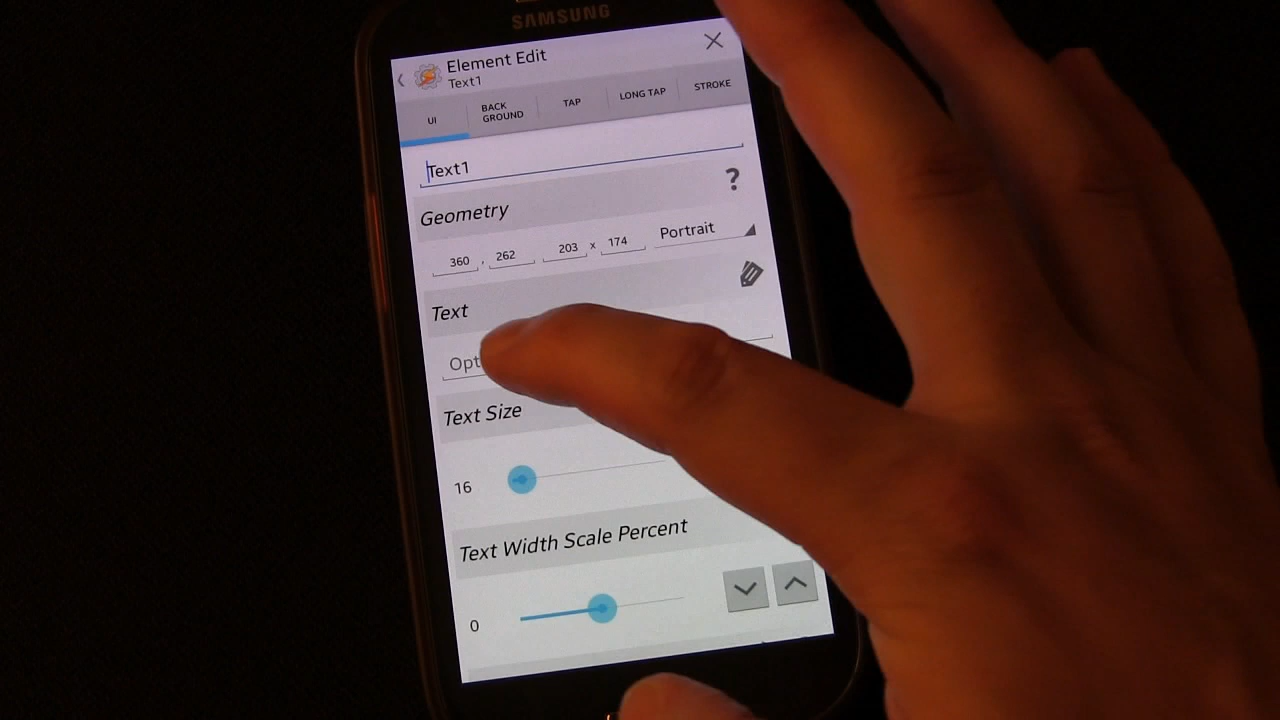 SAMSUNG
Element Edit
Text1
UI
BACK
GROUND
TAP
LONG TAP
STROKE
Text1
Geometry
?
360 , 262 203 x 174 Portrait
Text
Text Size
16
Text Width Scale Percent
0